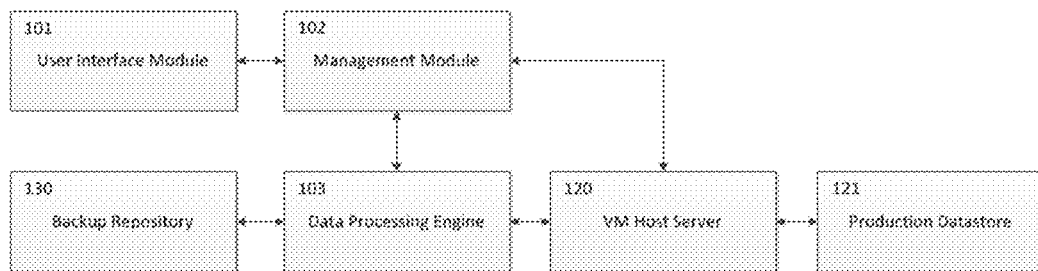 101
User Interface Module
102
Management Module
130
Backup Repository
103
Data Processing Engine
120
VM Host Server
121
Production Datastore